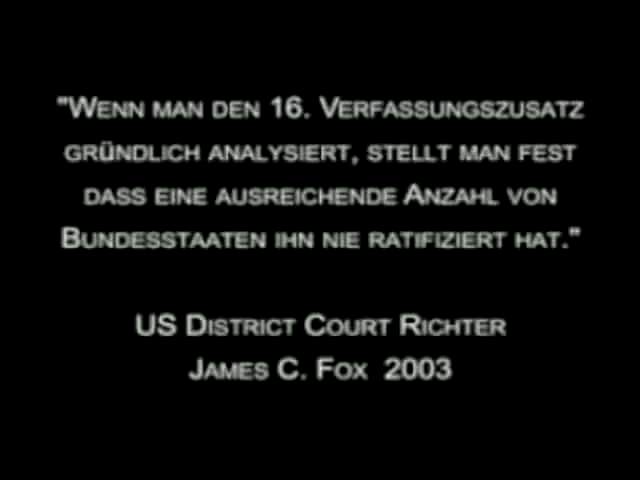 "Wenn man den 16. Verfassungszusatz
gründlich analysiert, stellt man fest
dass eine ausreichende Anzahl von
Bundesstaaten ihn nie ratifiziert hat."
US District Court Richter
James C. Fox 2003